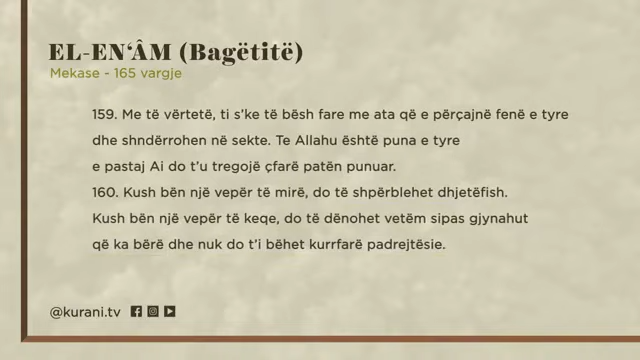 EL-EN‘ÂM (Bagëtitë)
Mekase - 165 vargje
159. Me të vërtetë, ti s’ke të bësh fare me ata që e përçajnë fenë e tyre
dhe shndërrohen në sekte. Te Allahu është puna e tyre
e pastaj Ai do t’u tregojë çfarë patën punuar.
160. Kush bën një vepër të mirë, do të shpërblehet dhjetëfish.
Kush bën një vepër të keqe, do të dënohet vetëm sipas gjynahut
që ka bërë dhe nuk do t’i bëhet kurrfarë padrejtësie.
@kurani.tv